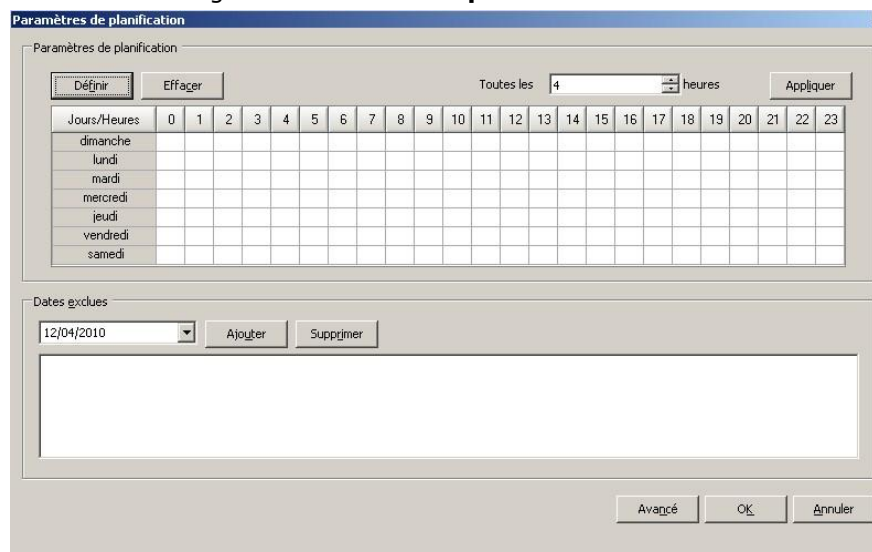 Paramètres de planification
Paramètres de planification
Définir Effacer Toutes les 4 heures Appliquer
Jours/Heures 0 1 2 3 4 5 6 7 8 9 10 11 12 13 14 15 16 17 18 19 20 21 22 23
dimanche
lundi
mardi
mercredi
jeudi
vendredi
samedi
Dates exclues
12/04/2010 Ajouter Supprimer
Avancé OK Annuler